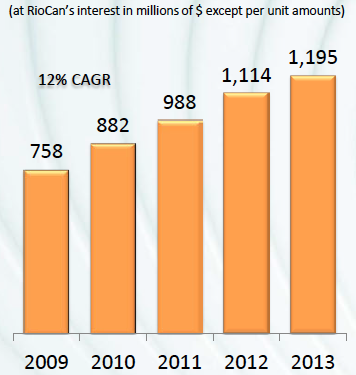 (at RioCan's interest in millions of $ except per unit amounts)
1,195
1,114
12% CAGR
988
882
758
2009 2010 2011 2012 2013